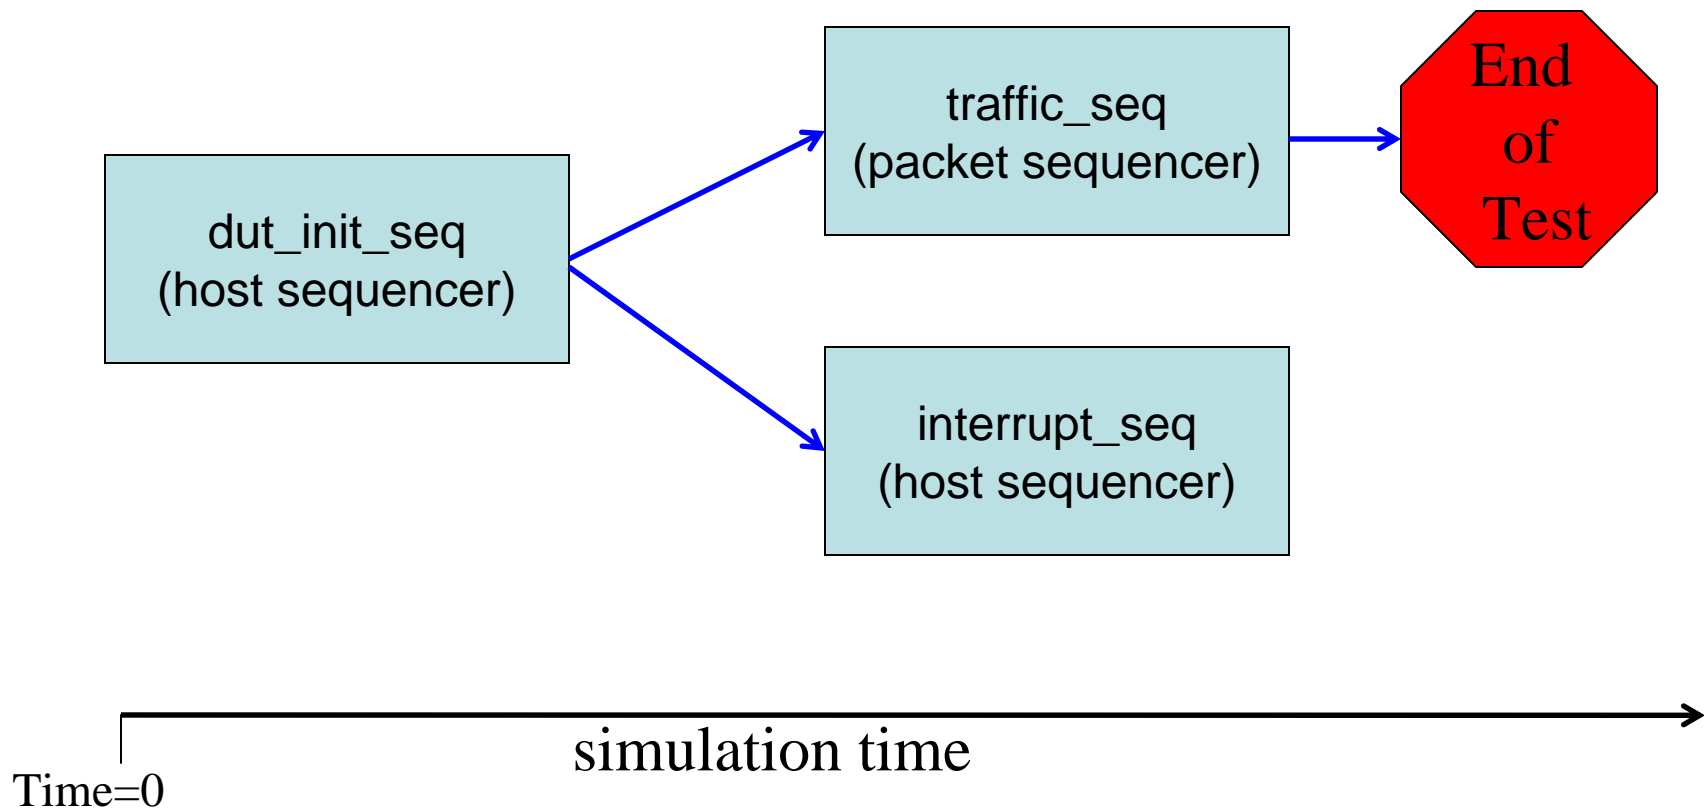 dut_init_seq
(host sequencer)
traffic_seq
(packet sequencer)
End
of
Test
interrupt_seq
(host sequencer)
simulation time
Time=0